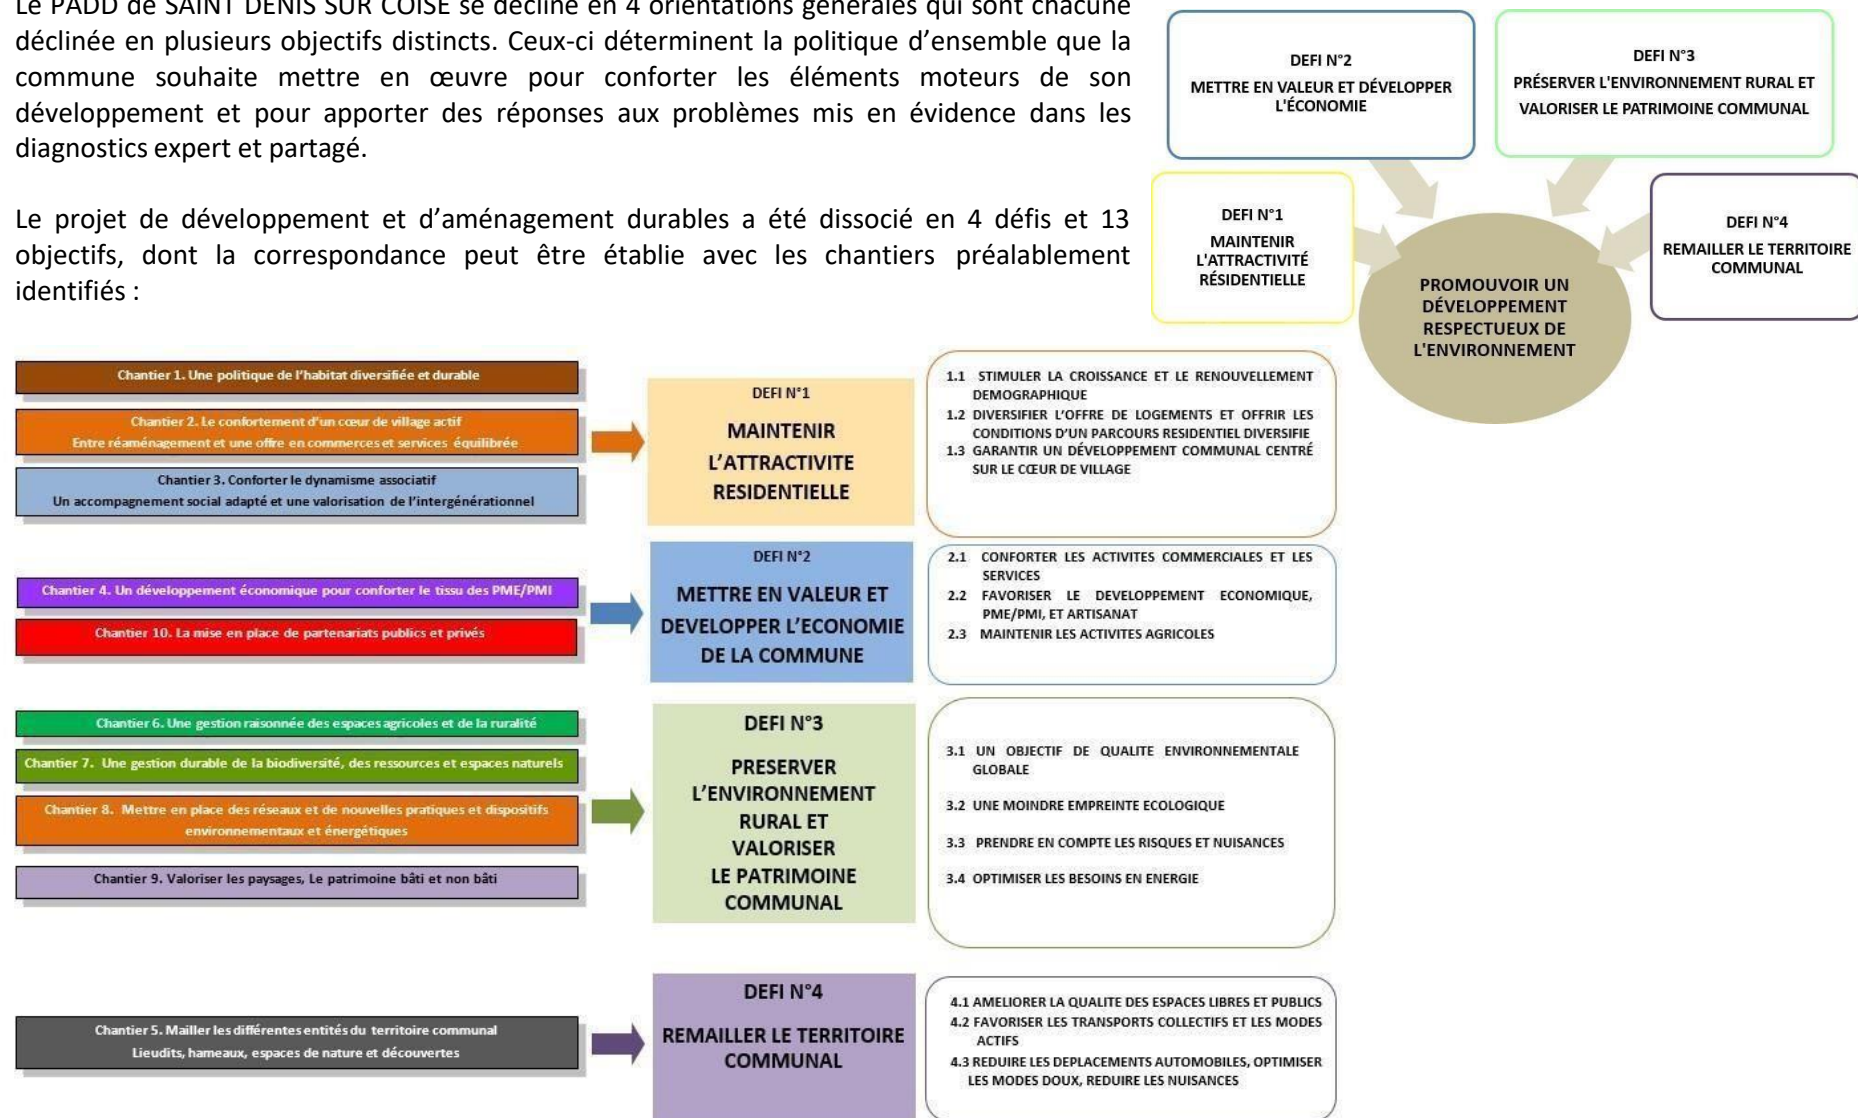 Le PADD de SAINT DENIS SUR COISE se décline en 4 orientations générales qui sont chacune
déclinée en plusieurs objectifs distincts. Ceux-ci déterminent la politique d’ensemble que la
commune souhaite mettre en œuvre pour conforter les éléments moteurs de son
développement et pour apporter des réponses aux problèmes mis en évidence dans les
diagnostics expert et partagé.
Le projet de développement et d’aménagement durables a été dissocié en 4 défis et 13
objectifs, dont la correspondance peut être établie avec les chantiers préalablement
identifiés :
DEFI N°2
METTRE EN VALEUR ET DÉVELOPPER
L'ÉCONOMIE
DEFI N°3
PRÉSERVER L'ENVIRONNEMENT RURAL ET
VALORISER LE PATRIMOINE COMMUNAL
DEFI N°1
MAINTENIR
L'ATTRACTIVITÉ
RÉSIDENTIELLE
DEFI N°4
REMAILLER LE TERRITOIRE
COMMUNAL
PROMOUVOIR UN
DÉVELOPPEMENT
RESPECTUEUX DE
L'ENVIRONNEMENT
Chantier 1. Une politique de l’habitat diversifiée et durable
Chantier 2. Le confortement d’un cœur de village actif
Entre réaménagement et une offre en commerces et services équilibrée
Chantier 3. Conforter le dynamisme associatif
Un accompagnement social adapté et une valorisation de l’intergénérationnel
DEFI N°1
MAINTENIR
L’ATTRACTIVITE
RESIDENTIELLE
1.1 STIMULER LA CROISSANCE ET LE RENOUVELLEMENT
DEMOGRAPHIQUE
1.2 DIVERSIFIER L’OFFRE DE LOGEMENTS ET OFFRIR LES
CONDITIONS D’UN PARCOURS RESIDENTIEL DIVERSIFIE
1.3 GARANTIR UN DÉVELOPPEMENT COMMUNAL CENTRÉ
SUR LE CŒUR DE VILLAGE
Chantier 4. Un développement économique pour conforter le tissu des PME/PMI
Chantier 10. La mise en place de partenariats publics et privés
DEFI N°2
METTRE EN VALEUR ET
DEVELOPPER L’ECONOMIE
DE LA COMMUNE
2.1 CONFORTER LES ACTIVITES COMMERCIALES ET LES
SERVICES
2.2 FAVORISER LE DEVELOPPEMENT ECONOMIQUE,
PME/PMI, ET ARTISANAT
2.3 MAINTENIR LES ACTIVITES AGRICOLES
Chantier 6. Une gestion raisonnée des espaces agricoles et de la ruralité
Chantier 7. Une gestion durable de la biodiversité, des ressources et espaces naturels
Chantier 8. Mettre en place des réseaux et de nouvelles pratiques et dispositifs
environnementaux et énergétiques
Chantier 9. Valoriser les paysages, Le patrimoine bâti et non bâti
DEFI N°3
PRESERVER
L’ENVIRONNEMENT
RURAL ET
VALORISER
LE PATRIMOINE
COMMUNAL
3.1 UN OBJECTIF DE QUALITE ENVIRONNEMENTALE
GLOBALE
3.2 UNE MOINDRE EMPREINTE ECOLOGIQUE
3.3 PRENDRE EN COMPTE LES RISQUES ET NUISANCES
3.4 OPTIMISER LES BESOINS EN ENERGIE
Chantier 5. Mailler les différentes entités du territoire communal
Lieudits, hameaux, espaces de nature et découvertes
DEFI N°4
REMAILLER LE TERRITOIRE
COMMUNAL
4.1 AMELIORER LA QUALITE DES ESPACES LIBRES ET PUBLICS
4.2 FAVORISER LES TRANSPORTS COLLECTIFS ET LES MODES
ACTIFS
4.3 REDUIRE LES DEPLACEMENTS AUTOMOBILES, OPTIMISER
LES MODES DOUX, REDUIRE LES NUISANCES